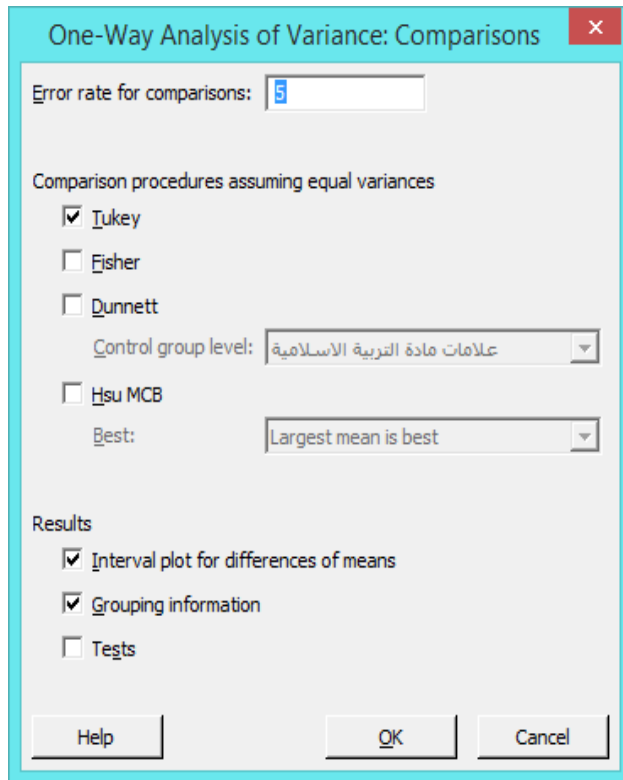 One-Way Analysis of Variance: Comparisons
Error rate for comparisons: 5
Comparison procedures assuming equal variances
Tukey
Fisher
Dunnett
Control group level: علامات مادة التربية الاسلامية
Hsu MCB
Best: Largest mean is best
Results
Interval plot for differences of means
Grouping information
Tests
Help OK Cancel